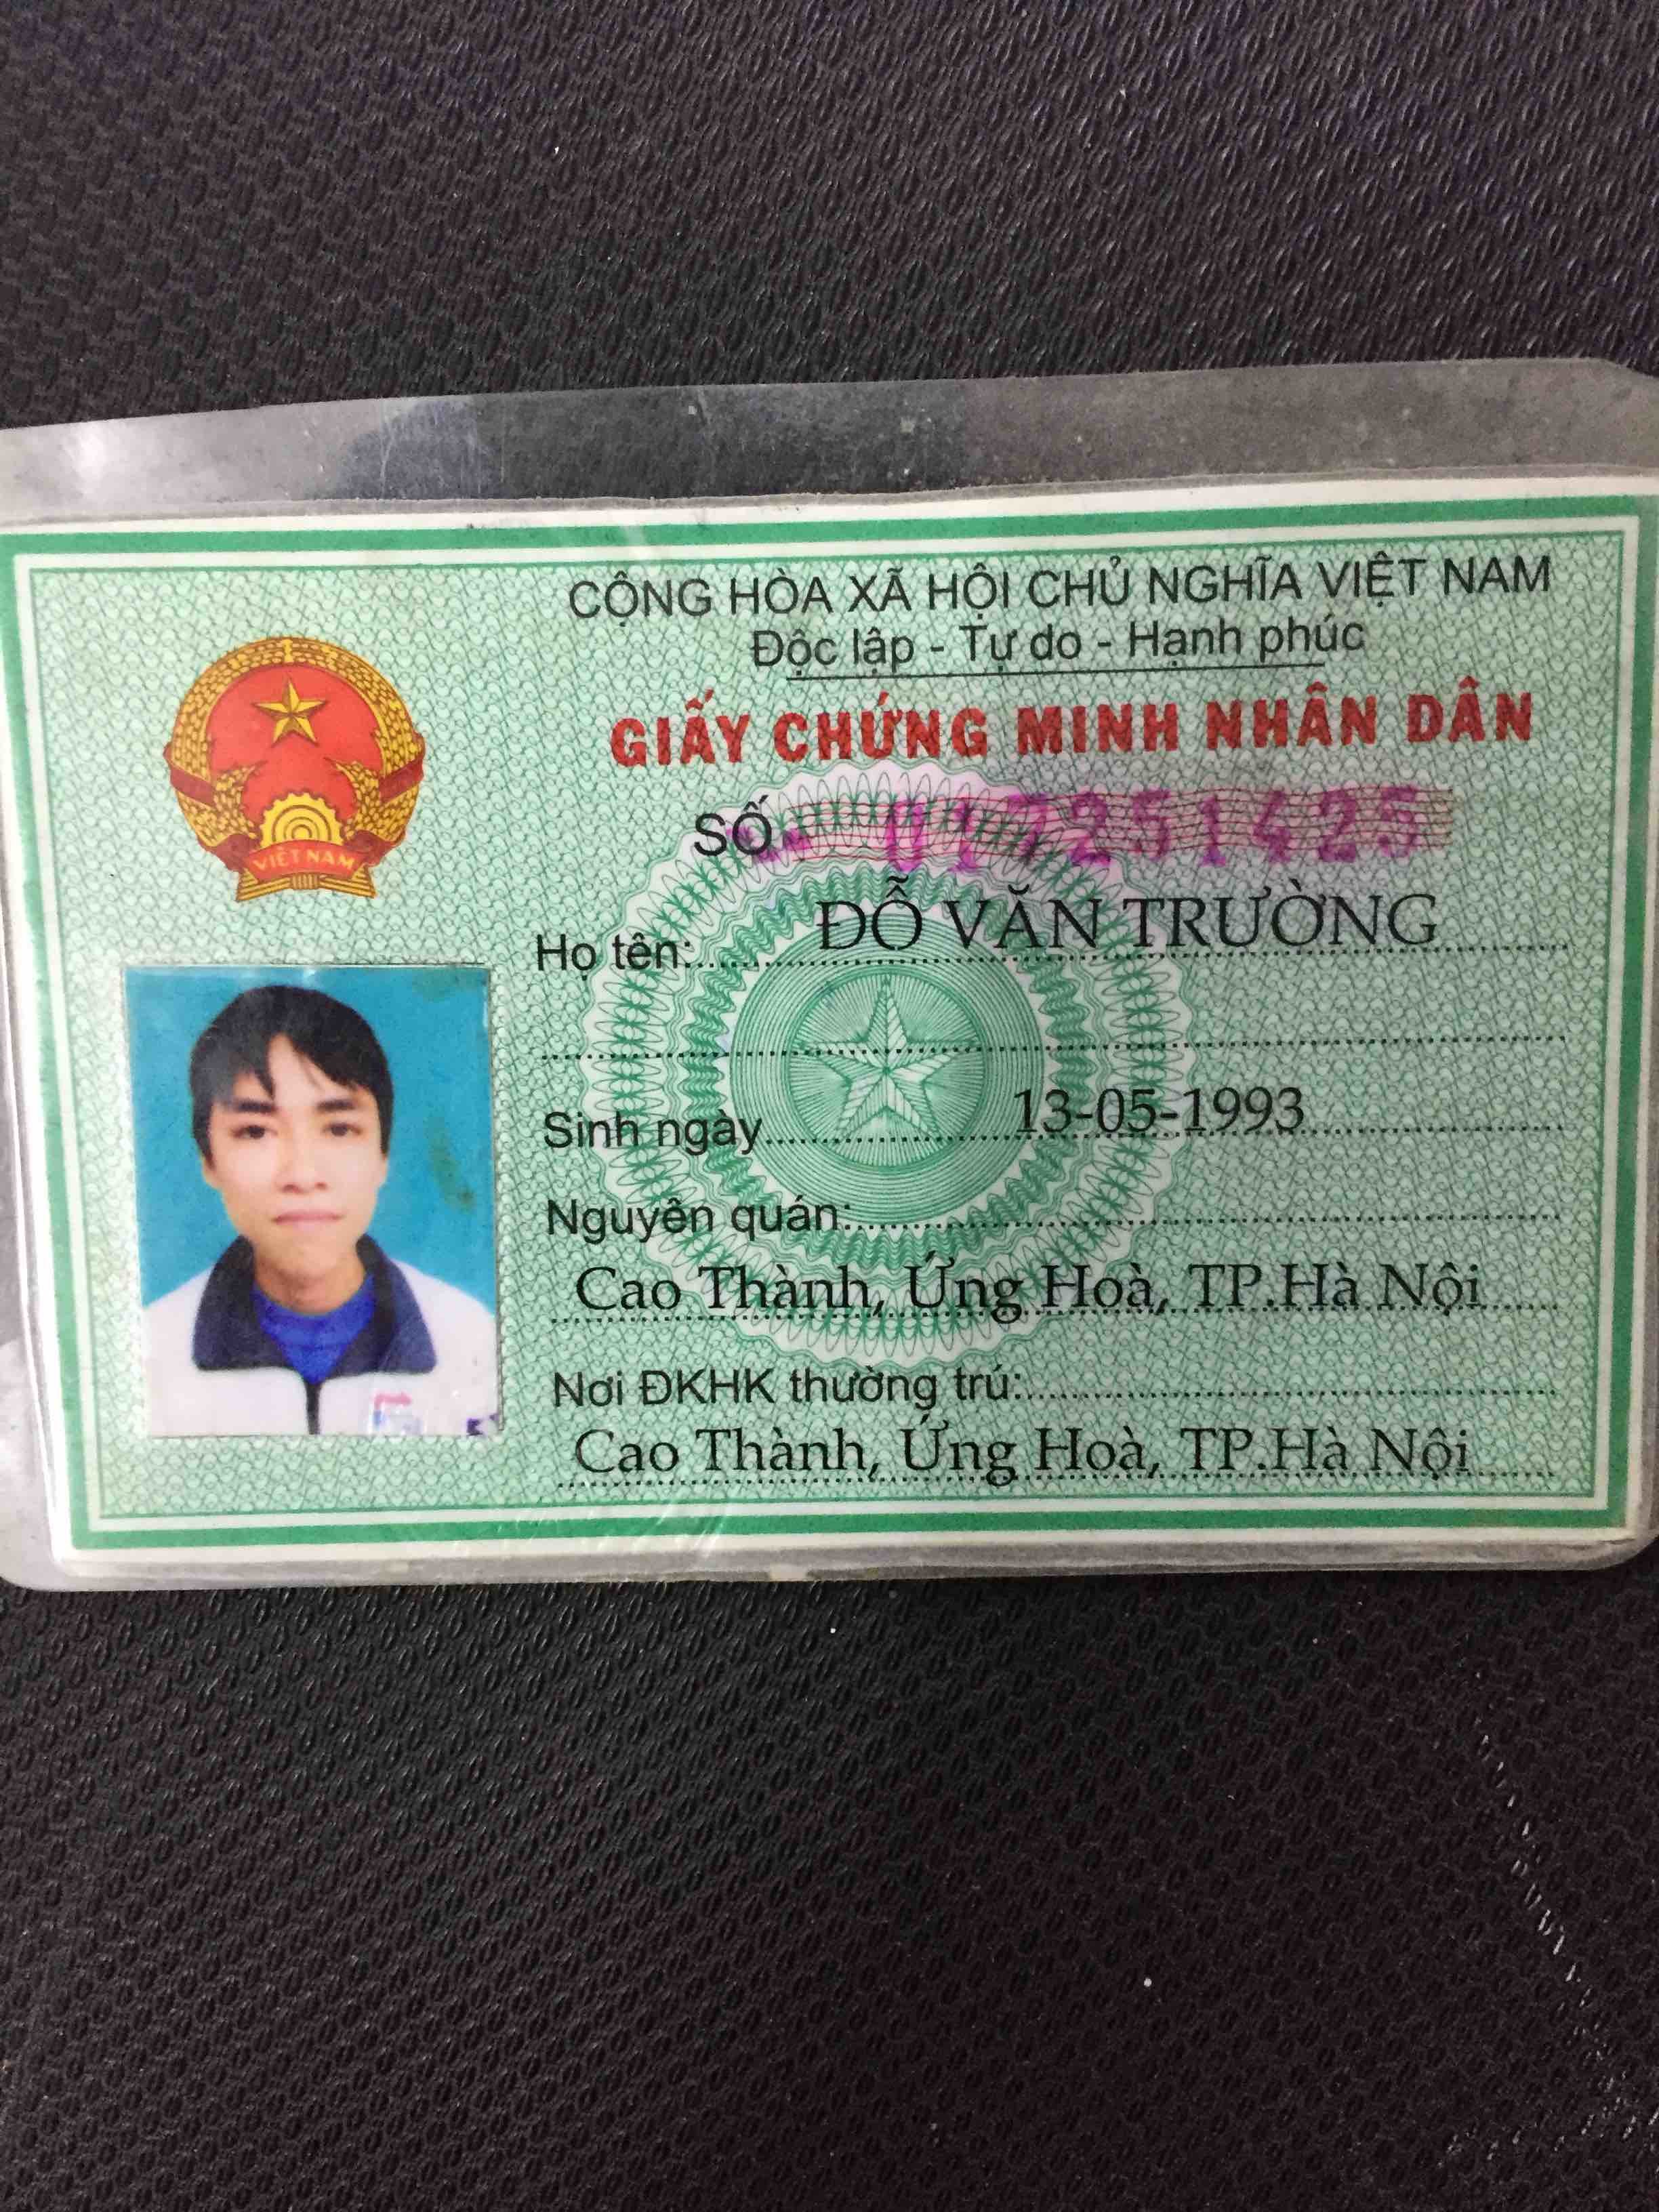 CỘNG HÒA XÃ HỘI CHỦ NGHĨA VIỆT NAM
Độc lập - Tự do - Hạnh phúc
GIẤY CHỨNG MINH NHÂN DÂN
SỐ 017251425
Họ tên: ĐỖ VĂN TRƯỜNG
Sinh ngày 13-05-1993
Nguyên quán:
Cao Thành, Ứng Hoà, TP.Hà Nội
Nơi ĐKHK thường trú:
Cao Thành, Ứng Hoà, TP.Hà Nội
VIỆT NAM